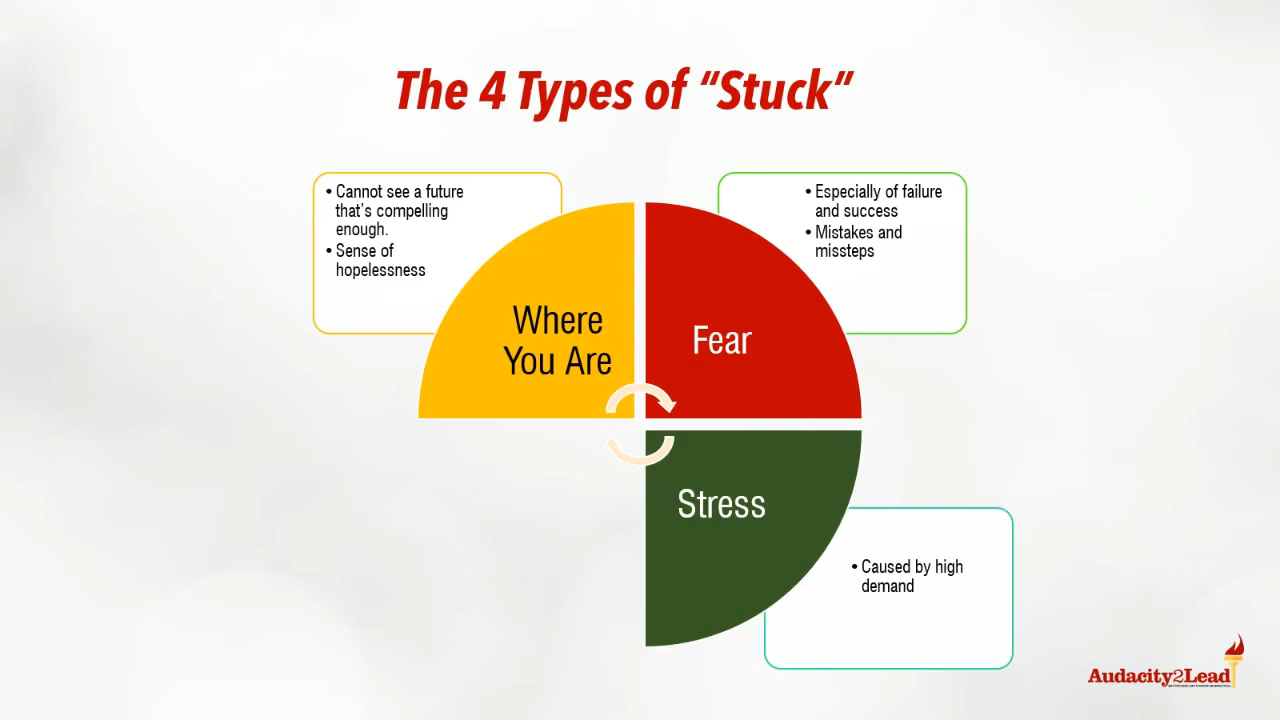 The 4 Types of “Stuck”
• Cannot see a future
that’s compelling
enough.
• Sense of
hopelessness
• Especially of failure
and success
• Mistakes and
missteps
Where
You Are
Fear
Stress
• Caused by high
demand
Audacity2Lead